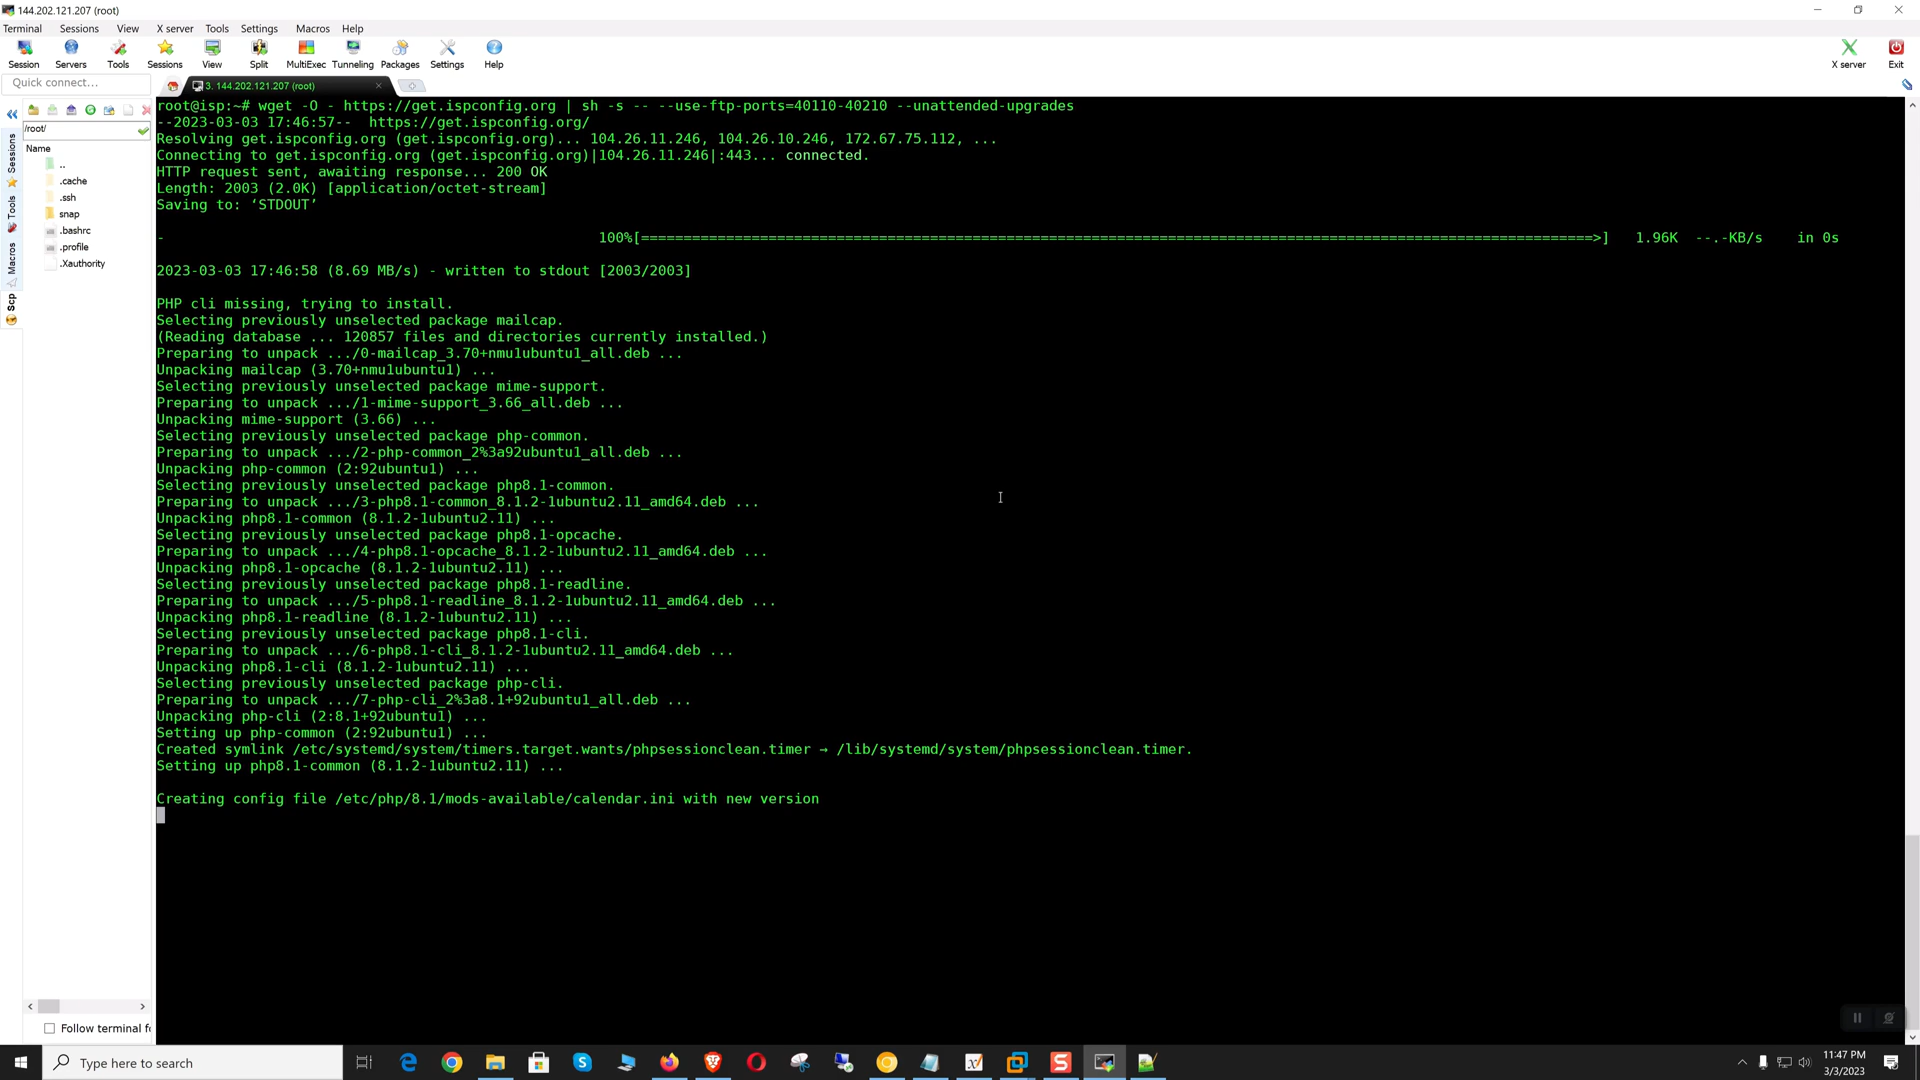 144.202.121.207 (root)
Terminal Sessions View X server Tools Settings Macros Help
Session Servers Tools Sessions View Split MultiExec Tunneling Packages Settings Help X server Exit
Quick connect...
3. 144.202.121.207 (root)
/root/
Name
..
.cache
.ssh
snap
.bashrc
.profile
.Xauthority
Sessions
Tools
Macros
Scp
root@isp:~# wget -O - https://get.ispconfig.org | sh -s -- --use-ftp-ports=40110-40210 --unattended-upgrades
--2023-03-03 17:46:57--  https://get.ispconfig.org/
Resolving get.ispconfig.org (get.ispconfig.org)... 104.26.11.246, 104.26.10.246, 172.67.75.112, ...
Connecting to get.ispconfig.org (get.ispconfig.org)|104.26.11.246|:443... connected.
HTTP request sent, awaiting response... 200 OK
Length: 2003 (2.0K) [application/octet-stream]
Saving to: ‘STDOUT’
- 100%[================================================================================================================>] 1.96K --.-KB/s in 0s
2023-03-03 17:46:58 (8.69 MB/s) - written to stdout [2003/2003]
PHP cli missing, trying to install.
Selecting previously unselected package mailcap.
(Reading database ... 120857 files and directories currently installed.)
Preparing to unpack .../0-mailcap_3.70+nmu1ubuntu1_all.deb ...
Unpacking mailcap (3.70+nmu1ubuntu1) ...
Selecting previously unselected package mime-support.
Preparing to unpack .../1-mime-support_3.66_all.deb ...
Unpacking mime-support (3.66) ...
Selecting previously unselected package php-common.
Preparing to unpack .../2-php-common_2%3a92ubuntu1_all.deb ...
Unpacking php-common (2:92ubuntu1) ...
Selecting previously unselected package php8.1-common.
Preparing to unpack .../3-php8.1-common_8.1.2-1ubuntu2.11_amd64.deb ...
Unpacking php8.1-common (8.1.2-1ubuntu2.11) ...
Selecting previously unselected package php8.1-opcache.
Preparing to unpack .../4-php8.1-opcache_8.1.2-1ubuntu2.11_amd64.deb ...
Unpacking php8.1-opcache (8.1.2-1ubuntu2.11) ...
Selecting previously unselected package php8.1-readline.
Preparing to unpack .../5-php8.1-readline_8.1.2-1ubuntu2.11_amd64.deb ...
Unpacking php8.1-readline (8.1.2-1ubuntu2.11) ...
Selecting previously unselected package php8.1-cli.
Preparing to unpack .../6-php8.1-cli_8.1.2-1ubuntu2.11_amd64.deb ...
Unpacking php8.1-cli (8.1.2-1ubuntu2.11) ...
Selecting previously unselected package php-cli.
Preparing to unpack .../7-php-cli_2%3a8.1+92ubuntu1_all.deb ...
Unpacking php-cli (2:8.1+92ubuntu1) ...
Setting up php-common (2:92ubuntu1) ...
Created symlink /etc/systemd/system/timers.target.wants/phpsessionclean.timer → /lib/systemd/system/phpsessionclean.timer.
Setting up php8.1-common (8.1.2-1ubuntu2.11) ...
Creating config file /etc/php/8.1/mods-available/calendar.ini with new version
Follow terminal fo
Type here to search
11:47 PM
3/3/2023